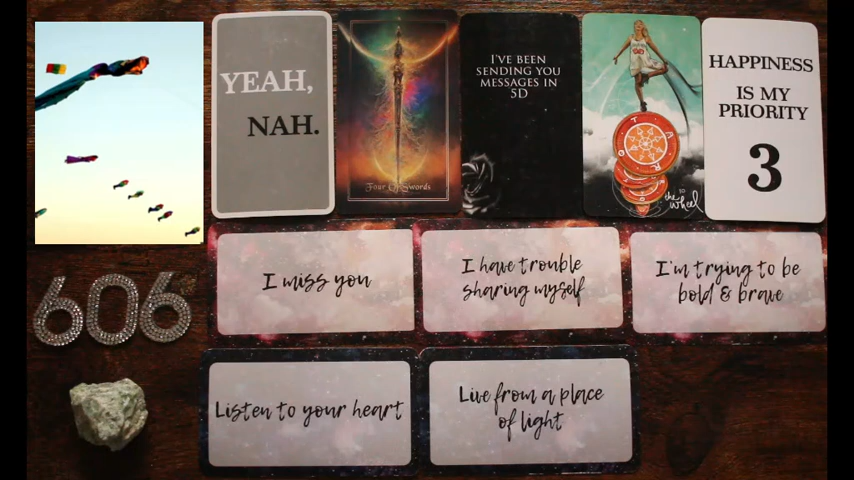 YEAH,
NAH.
Four Of Swords
I'VE BEEN
SENDING YOU
MESSAGES IN
5D
10
the wheel
HAPPINESS
IS MY
PRIORITY
3
I miss you
I have trouble
sharing myself
I'm trying to be
bold & brave
606
Listen to your heart
Live from a place
of light